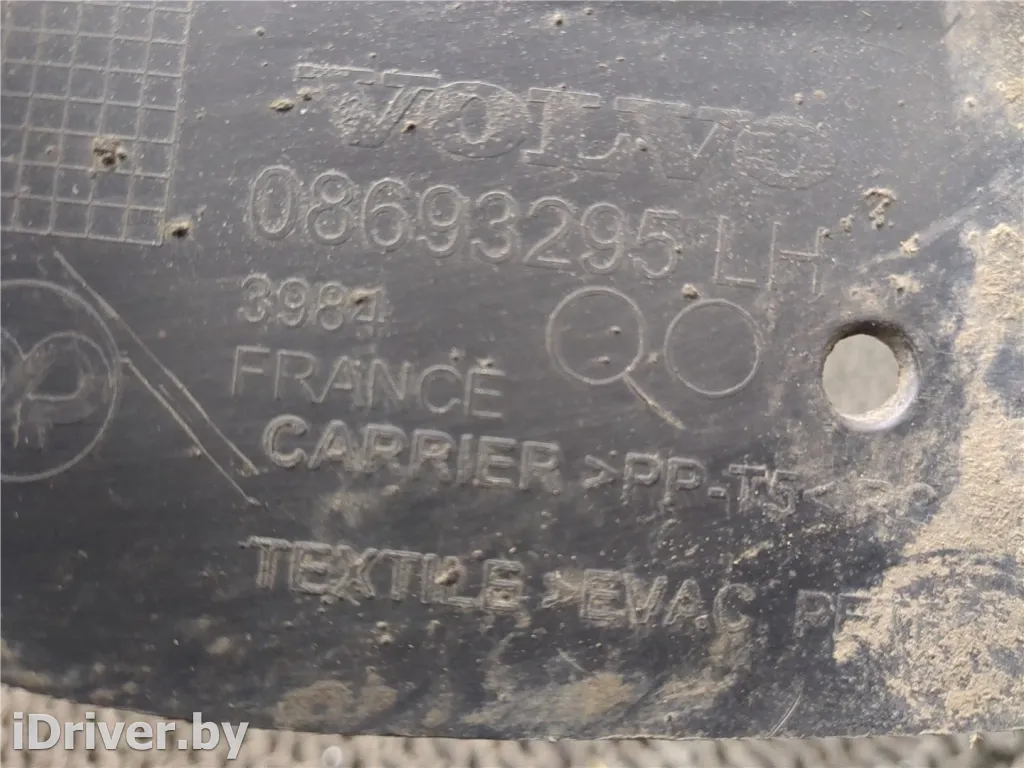 VOLVO
08693295 LH
3984
FRANCE
CARRIER >PP-T5<
TEXTILE >EVAC,
iDriver.by